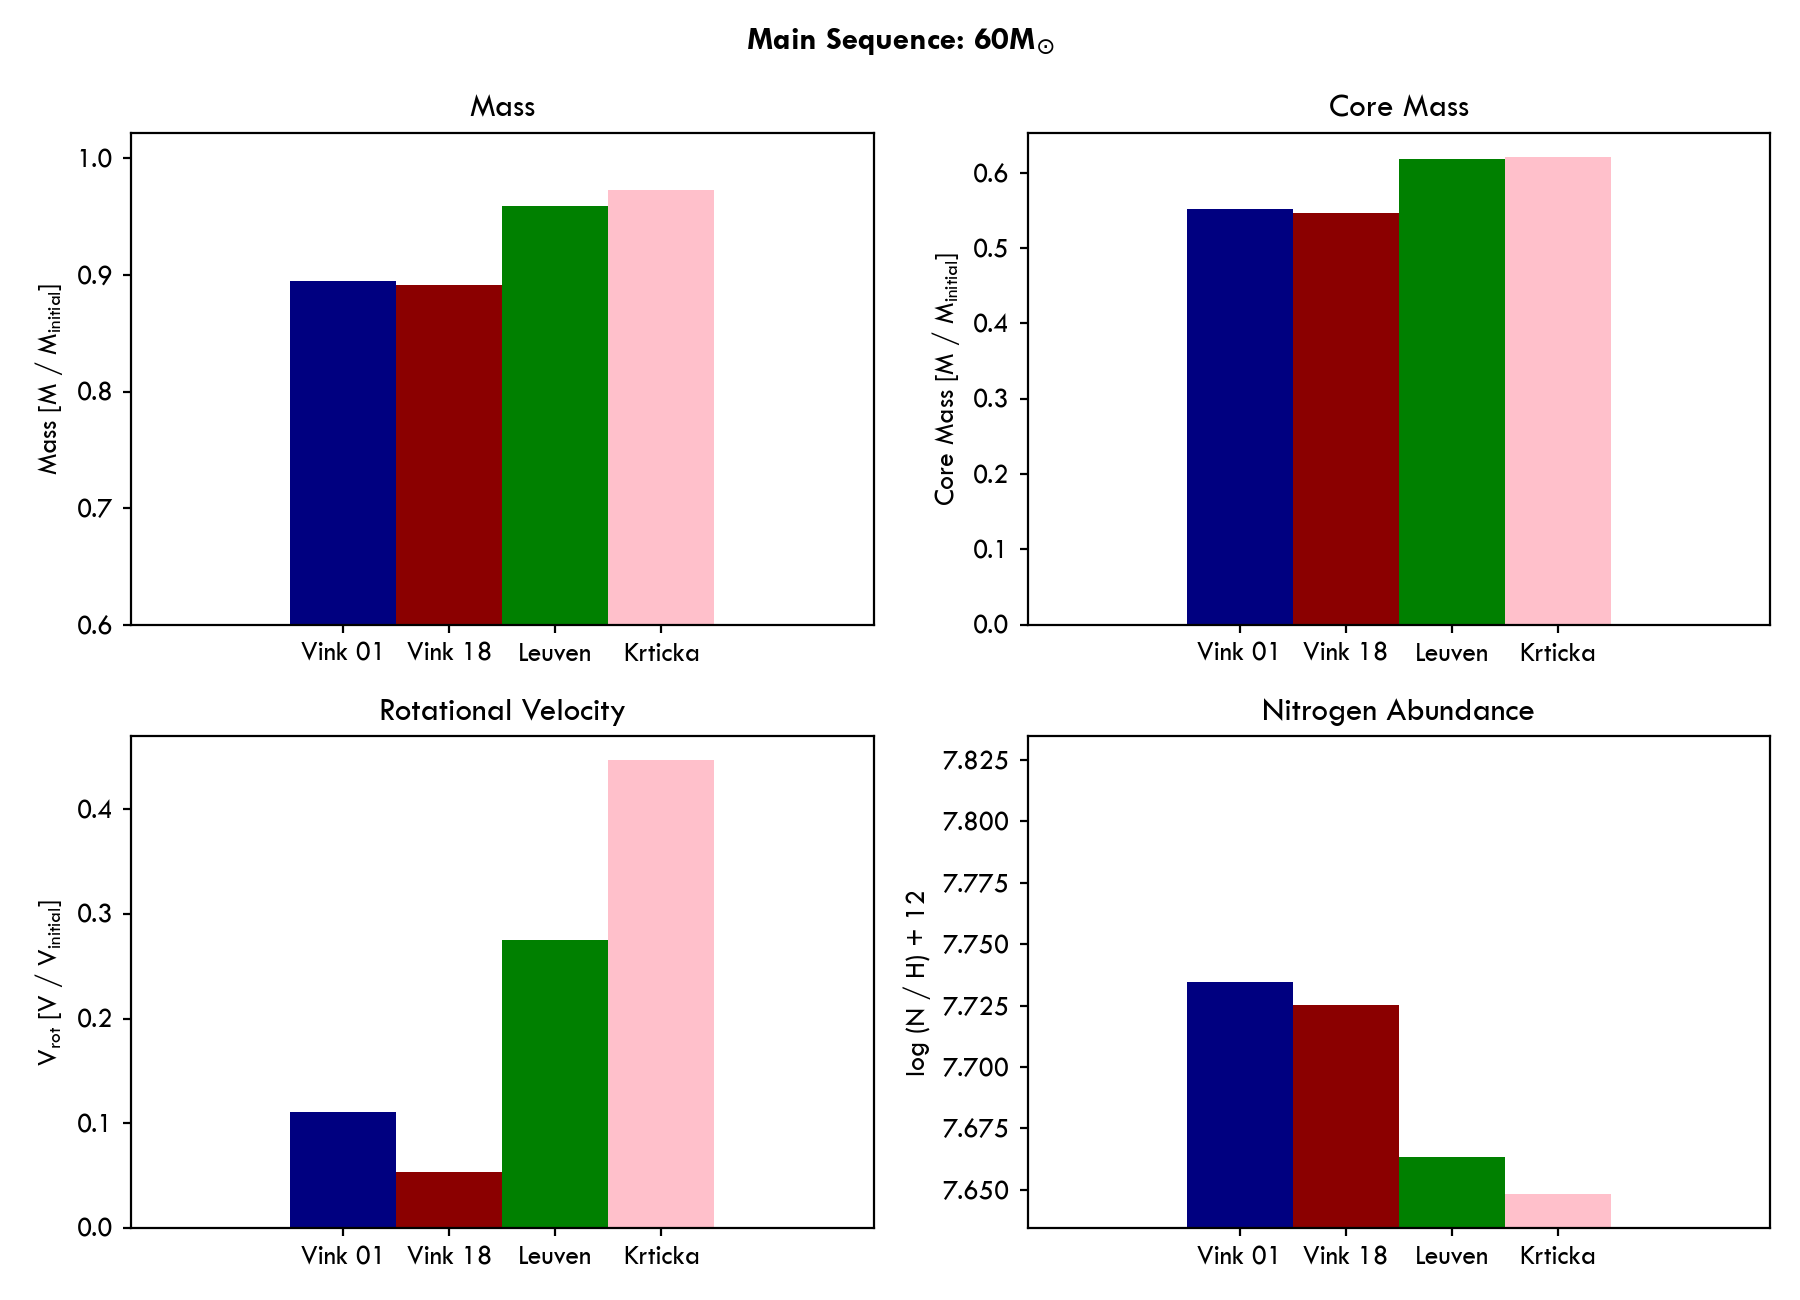 Main Sequence: 60M☉
Mass
1.0
0.9
0.8
0.7
0.6
Mass [M / Minitial]
Vink 01 Vink 18 Leuven Krticka
Core Mass
0.6
0.5
0.4
0.3
0.2
0.1
0.0
Core Mass [M / Minitial]
Vink 01 Vink 18 Leuven Krticka
Rotational Velocity
0.4
0.3
0.2
0.1
0.0
Vrot [V / Vinitial]
Vink 01 Vink 18 Leuven Krticka
Nitrogen Abundance
7.825
7.800
7.775
7.750
7.725
7.700
7.675
7.650
log (N / H) + 12
Vink 01 Vink 18 Leuven Krticka